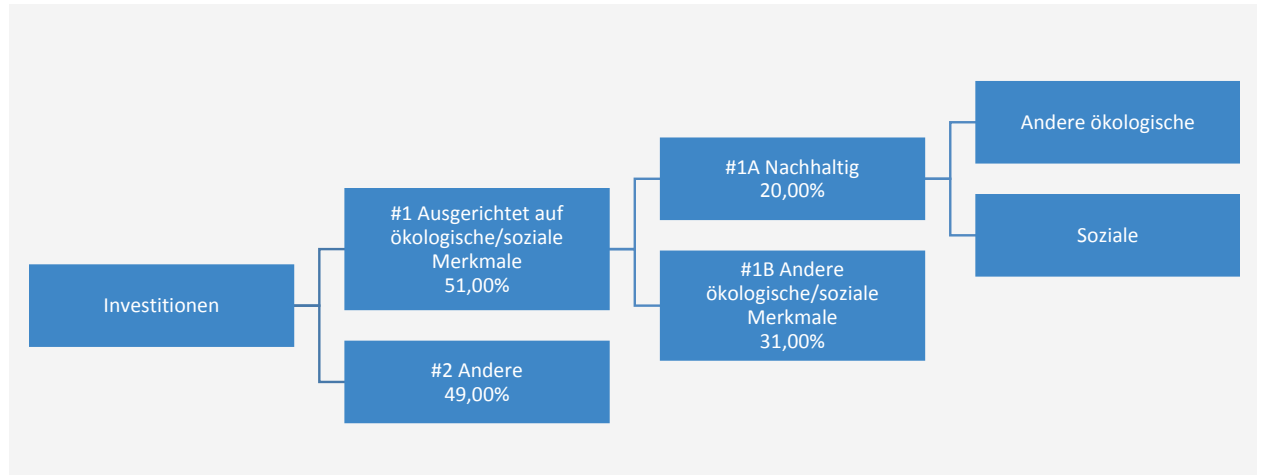 Investitionen
#1 Ausgerichtet auf
ökologische/soziale
Merkmale
51,00%
#2 Andere
49,00%
#1A Nachhaltig
20,00%
#1B Andere
ökologische/soziale
Merkmale
31,00%
Andere ökologische
Soziale